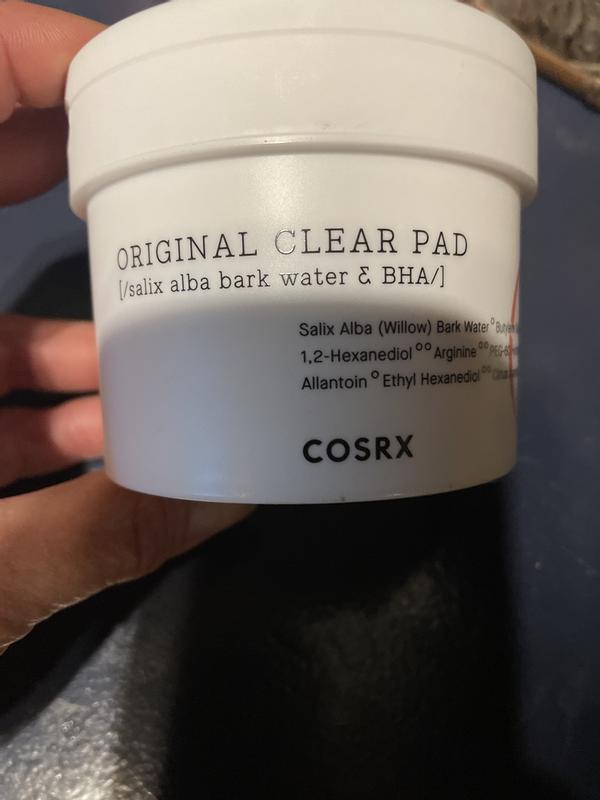 ORIGINAL CLEAR PAD
[/salix alba bark water & BHA/]
Salix Alba (Willow) Bark Water°
1,2-Hexanediol°° Arginine°°
Allantoin° Ethyl Hexanediol°°
COSRX